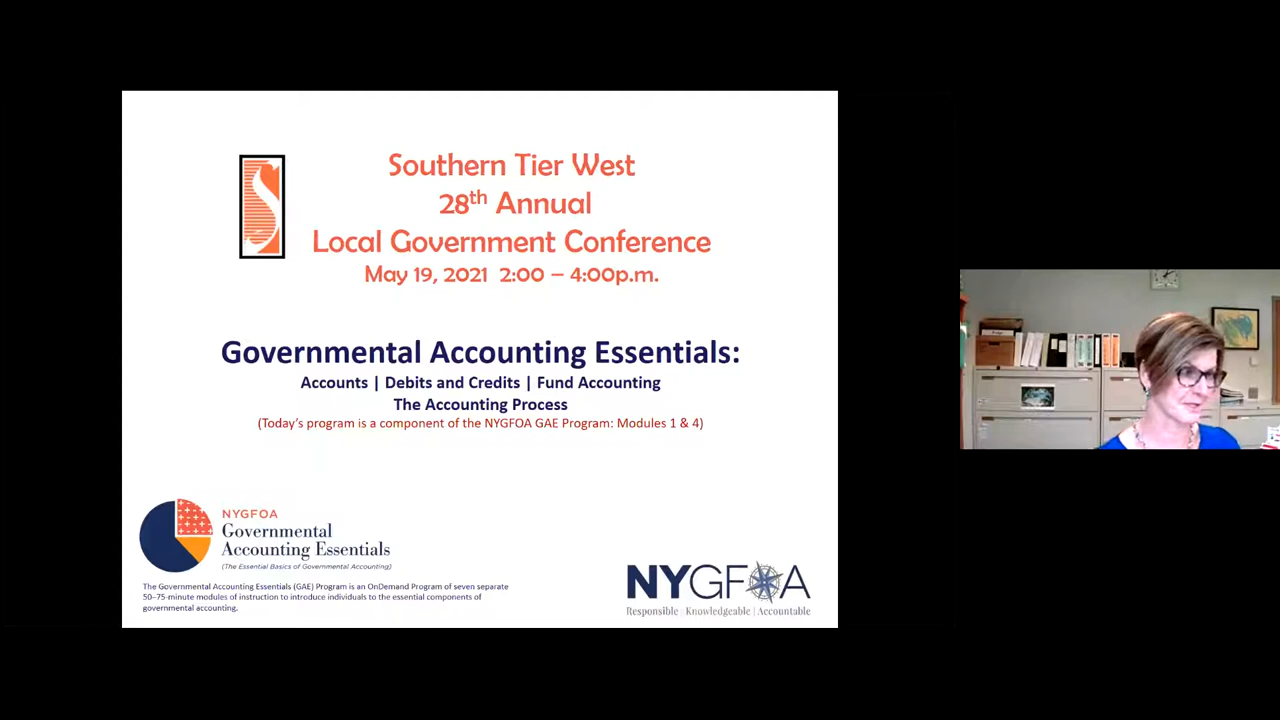 Southern Tier West
28th Annual
Local Government Conference
May 19, 2021 2:00 – 4:00p.m.
Governmental Accounting Essentials:
Accounts | Debits and Credits | Fund Accounting
The Accounting Process
(Today's program is a component of the NYGFOA GAE Program: Modules 1 & 4)
NYGFOA
Governmental
Accounting Essentials
(The Essential Basics of Governmental Accounting)
The Governmental Accounting Essentials (GAE) Program is an OnDemand Program of seven separate
50–75-minute modules of instruction to introduce individuals to the essential components of
governmental accounting.
NYGFOA
Responsible | Knowledgeable | Accountable